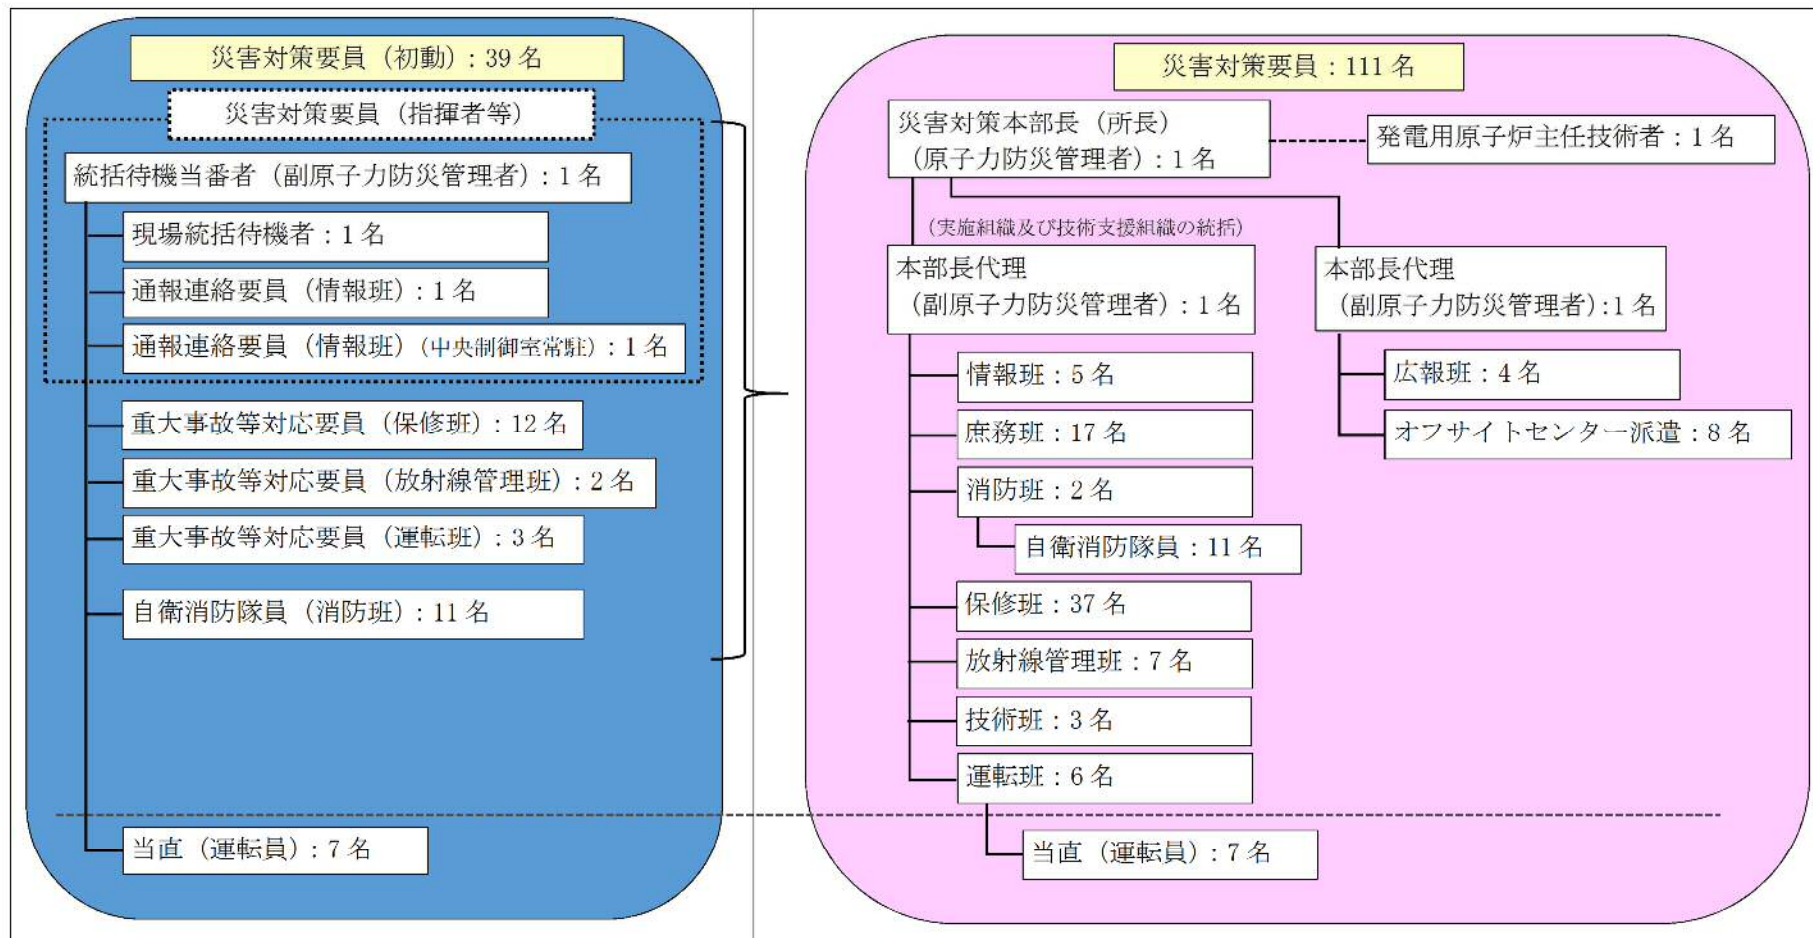 災害対策要員（初動）：39 名
災害対策要員（指揮者等）
統括待機当番者（副原子力防災管理者）：1 名
現場統括待機者：1 名
通報連絡要員（情報班）：1 名
通報連絡要員（情報班）（中央制御室常駐）：1 名
重大事故等対応要員（保修班）：12 名
重大事故等対応要員（放射線管理班）：2 名
重大事故等対応要員（運転班）：3 名
自衛消防隊員（消防班）：11 名
当直（運転員）：7 名
災害対策要員：111 名
災害対策本部長（所長）
（原子力防災管理者）：1 名
発電用原子炉主任技術者：1 名
（実施組織及び技術支援組織の統括）
本部長代理
（副原子力防災管理者）：1 名
本部長代理
（副原子力防災管理者）：1 名
情報班：5 名
庶務班：17 名
消防班：2 名
自衛消防隊員：11 名
保修班：37 名
放射線管理班：7 名
技術班：3 名
運転班：6 名
当直（運転員）：7 名
広報班：4 名
オフサイトセンター派遣：8 名